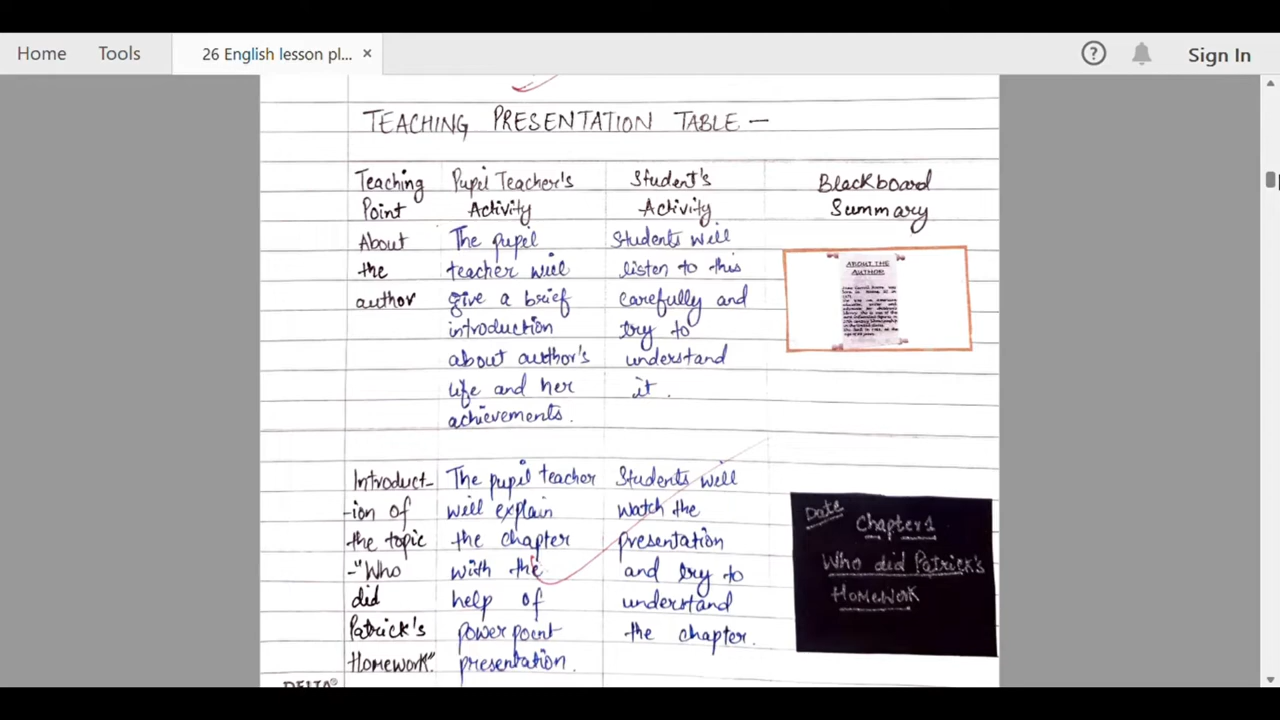 Home Tools 26 English lesson pl... × ? Sign In
TEACHING PRESENTATION TABLE —
Teaching
Point
Pupil Teacher's
Activity
Student's
Activity
Blackboard
Summary
About
the
author
The pupil
teacher will
give a brief
introduction
about author's
life and her
achievements.
Students will
listen to this
carefully and
try to
understand
it.
ABOUT THE
AUTHOR
Introduct-
-ion of
the topic
-"Who
did
Patrick's
Homework"
The pupil teacher
will explain
the chapter
with the
help of
powerpoint
presentation.
Students will
watch the
presentation
and try to
understand
the chapter.
Date
Chapter 1
Who did Patrick's
HomeWork
DELTA®